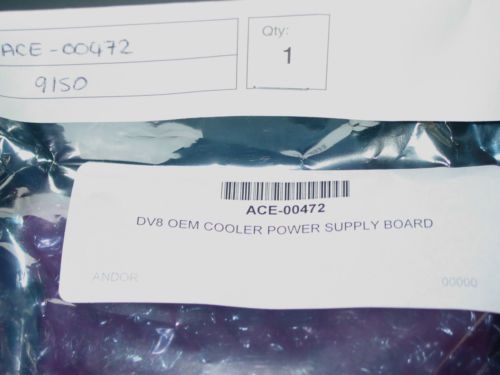 ACE-00472
9150
Qty:
1
ACE-00472
DV8 OEM COOLER POWER SUPPLY BOARD
ANDOR
00000